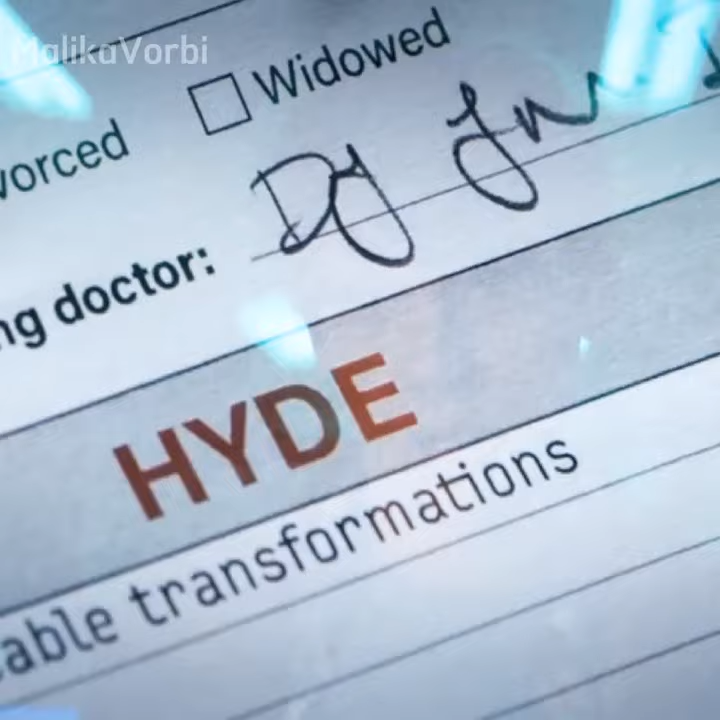 MalikaVorbi
Widowed
vorced
ng doctor:
HYDE
able transformations